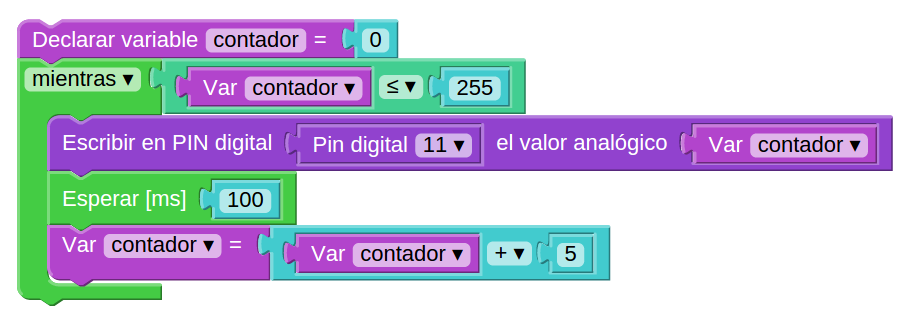 Declarar variable contador = 0
mientras ▾ Var contador ▾ ≤ ▾ 255
Escribir en PIN digital Pin digital 11 ▾ el valor analógico Var contador ▾
Esperar [ms] 100
Var contador ▾ = Var contador ▾ + ▾ 5